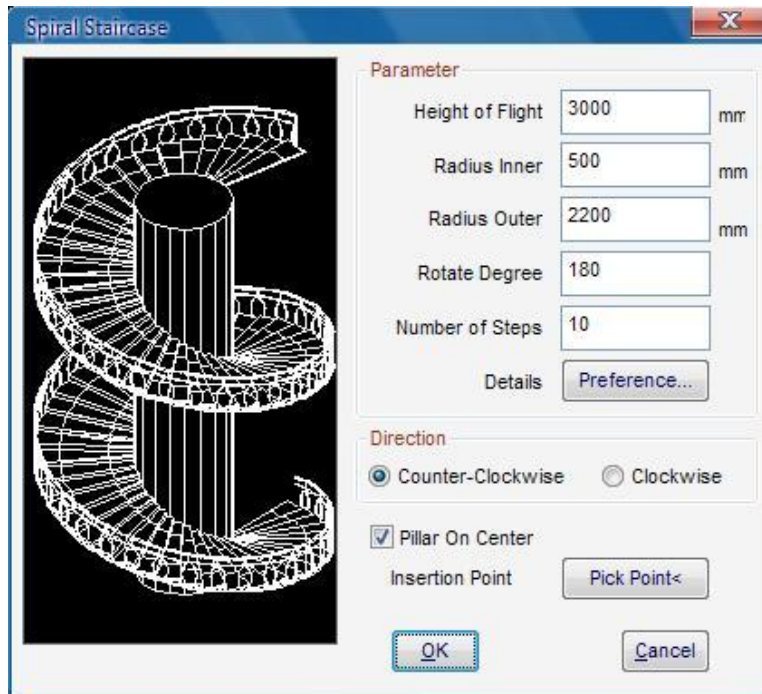 Spiral Staircase
Parameter
Height of Flight 3000 mm
Radius Inner 500 mm
Radius Outer 2200 mm
Rotate Degree 180
Number of Steps 10
Details Preference...
Direction
Counter-Clockwise Clockwise
Pillar On Center
Insertion Point Pick Point<
OK Cancel